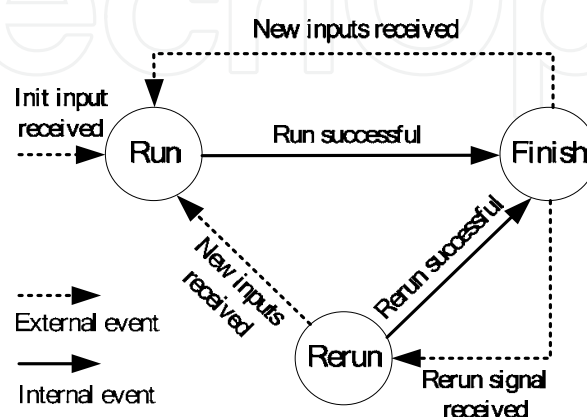 New inputs received
Init input
received
Run
Run successful
Finish
New inputs
received
Rerun successful
Rerun
External event
Internal event
Rerun signal
received